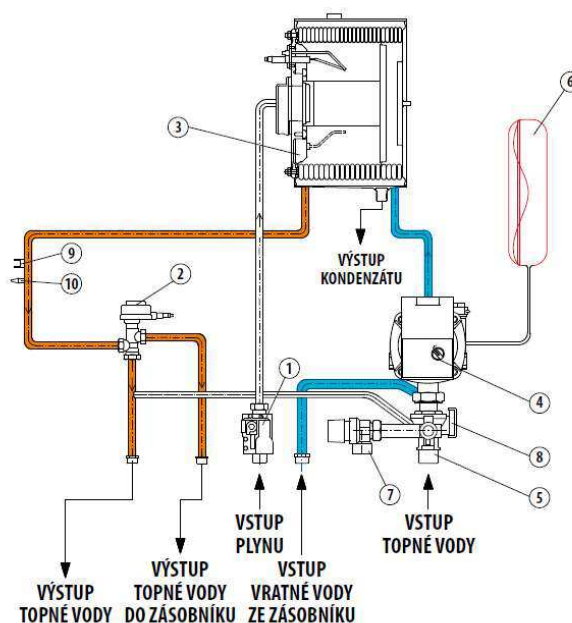 6
3
9
10
2
VÝSTUP
KONDENZÁTU
1
4
8
7
5
VSTUP
PLYNU
VSTUP
TOPNÉ VODY
VÝSTUP
TOPNÉ VODY
VÝSTUP
TOPNÉ VODY
DO ZÁSOBNÍKU
VSTUP
VRATNÉ VODY
ZE ZÁSOBNÍKU